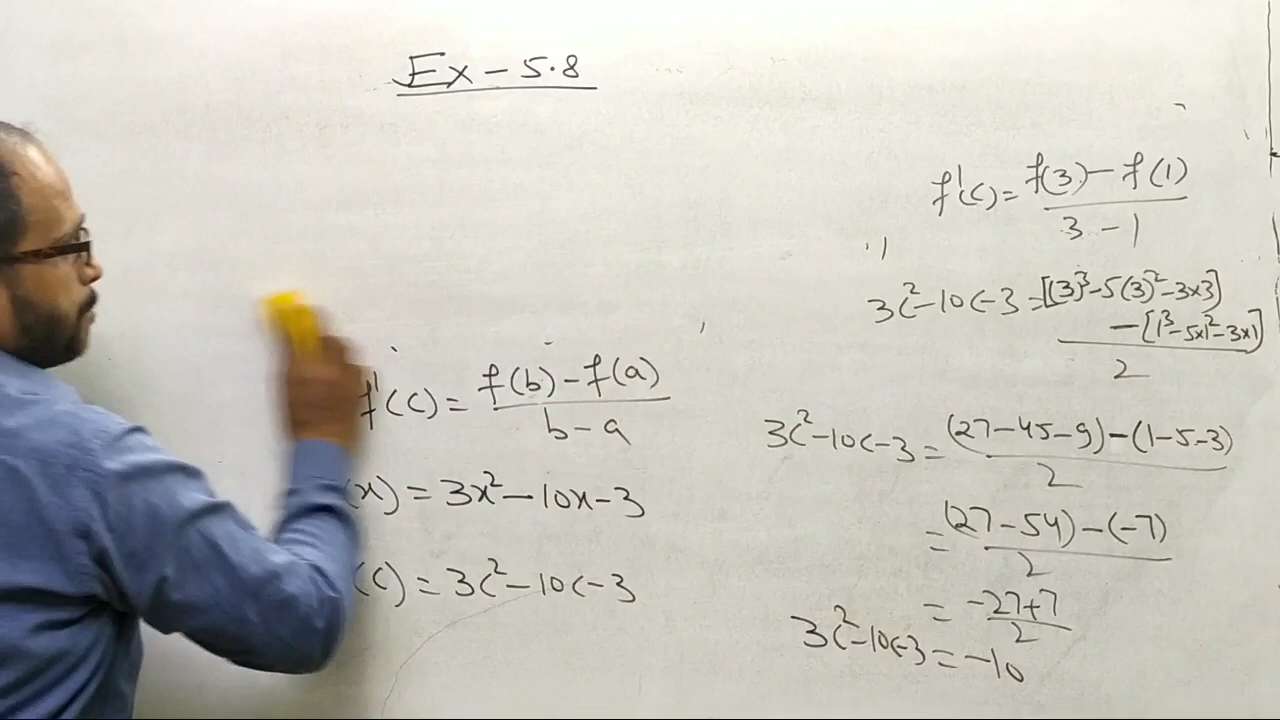 Ex - 5.8
f'(c) = f(b) - f(a) / b - a
(x) = 3x² - 10x - 3
(c) = 3c² - 10c - 3
f'(c) = f(3) - f(1) / 3 - 1
3c² - 10c - 3 = [(3)³ - 5(3)² - 3×3]
- [1³ - 5×1² - 3×1] / 2
3c² - 10c - 3 = (27 - 45 - 9) - (1 - 5 - 3) / 2
= (27 - 54) - (-7) / 2
= -27 + 7 / 2
3c² - 10c - 3 = -10